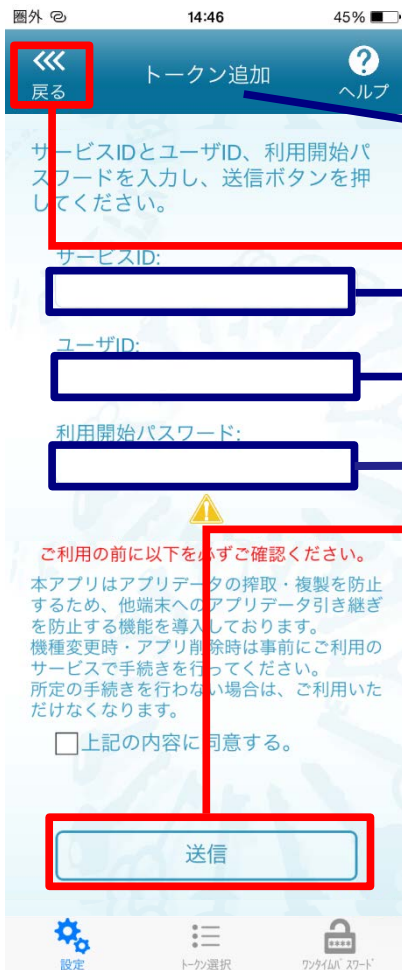 圏外 14:46 45%
戻る トークン追加 ヘルプ
サービスIDとユーザID、利用開始パ
スワードを入力し、送信ボタンを押
してください。
サービスID:
ユーザID:
利用開始パスワード:
ご利用の前に以下を必ずご確認ください。
本アプリはアプリデータの搾取・複製を防止
するため、他端末へのアプリデータ引き継ぎ
を防止する機能を導入しております。
機種変更時・アプリ削除時は事前にご利用の
サービスで手続きを行ってください。
所定の手続きを行わない場合は、ご利用いた
だけなくなります。
上記の内容に同意する。
送信
設定 トークン選択 ワンタイムパスワード